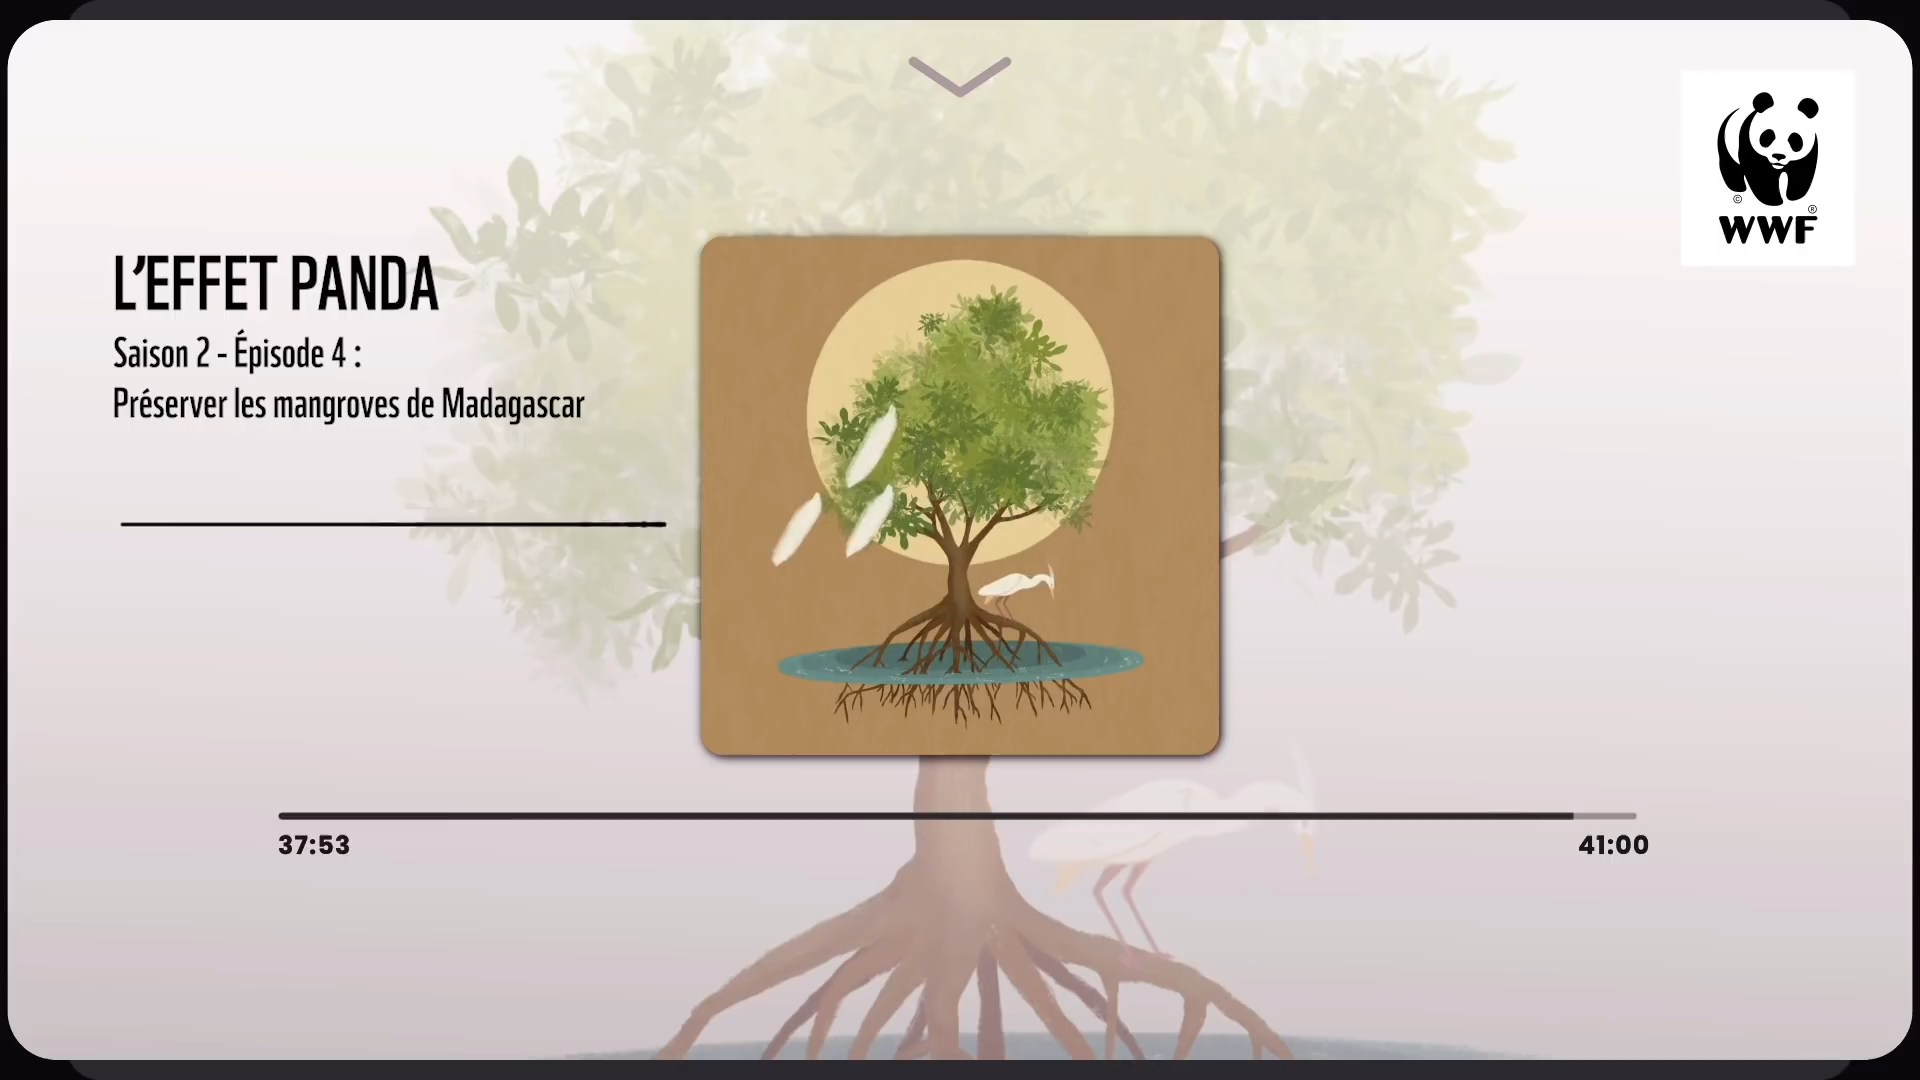 L'EFFET PANDA
Saison 2 - Épisode 4 :
Préserver les mangroves de Madagascar
© ®
WWF
37:53
41:00